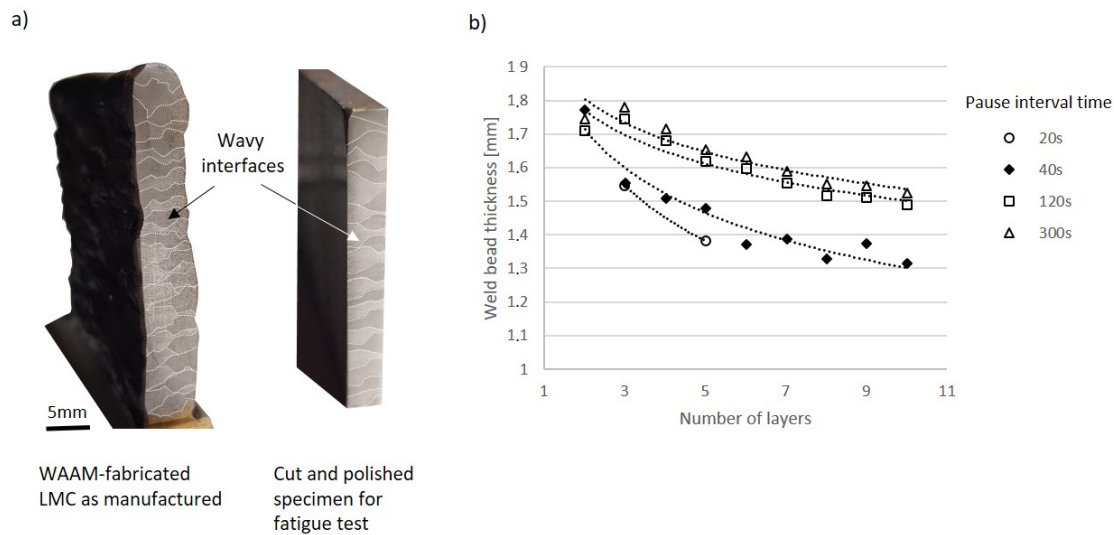 a)
Wavy
interfaces
5mm
WAAM-fabricated
LMC as manufactured
Cut and polished
specimen for
fatigue test
b)
Weld bead thickness [mm]
1 9
1.8
1.7
1.6
1.5
1.4
1.3
1.2
1.1
1
1 3 5 7 9 11
Number of layers
Pause interval time
20s
40s
120s
300s